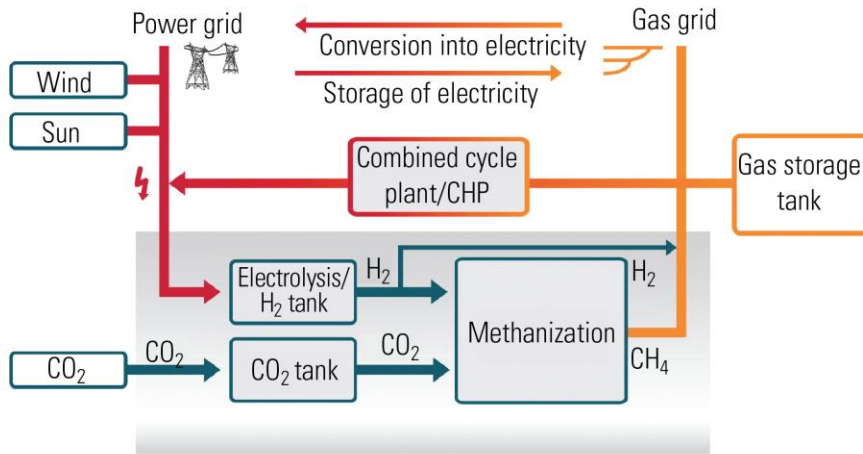 Power grid
Conversion into electricity
Gas grid
Storage of electricity
Wind
Sun
Combined cycle
plant/CHP
Gas storage
tank
Electrolysis/
H₂ tank
H₂
H₂
Methanization
CO₂
CO₂
CO₂ tank
CO₂
CH₄